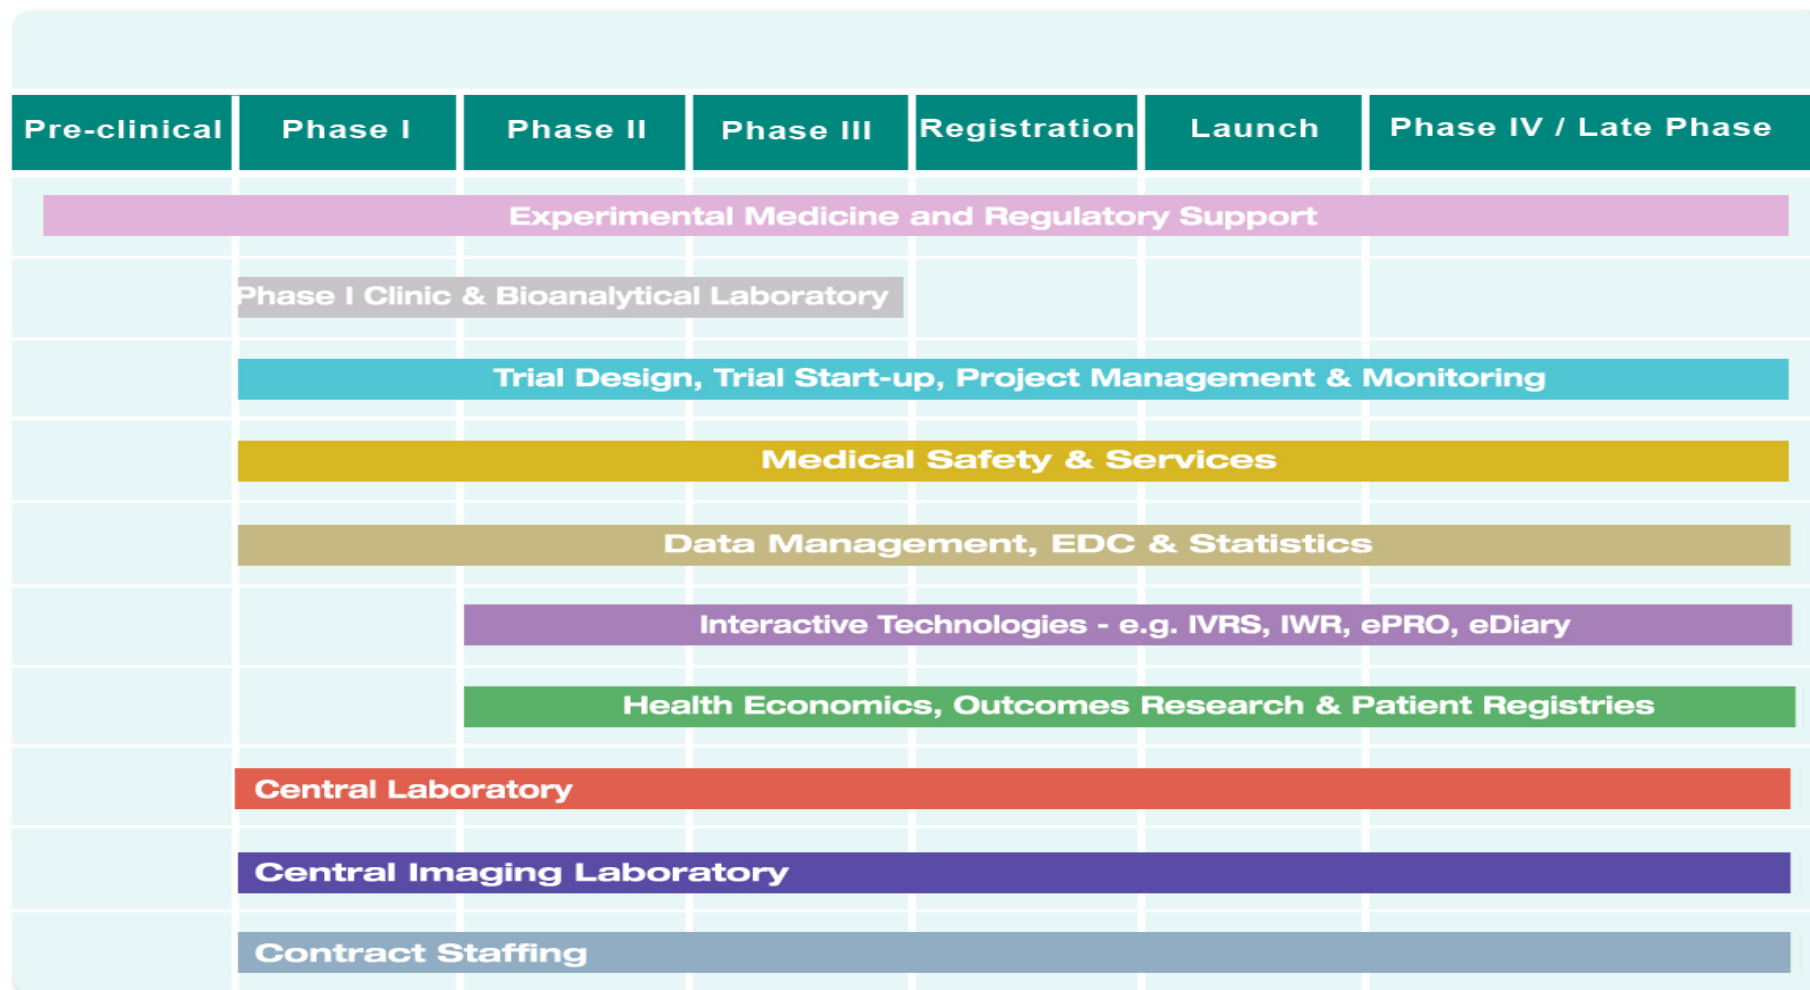 Pre-clinical
Phase I
Phase II
Phase III
Registration
Launch
Phase IV / Late Phase
Experimental Medicine and Regulatory Support
Phase I Clinic & Bioanalytical Laboratory
Trial Design, Trial Start-up, Project Management & Monitoring
Medical Safety & Services
Data Management, EDC & Statistics
Interactive Technologies - e.g. IVRS, IWR, ePRO, eDiary
Health Economics, Outcomes Research & Patient Registries
Central Laboratory
Central Imaging Laboratory
Contract Staffing